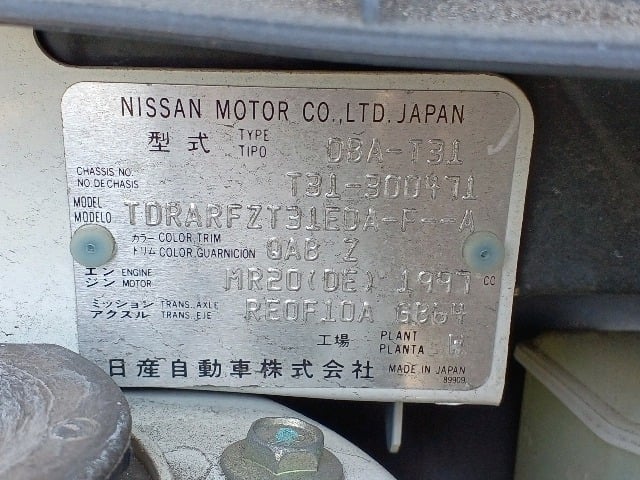 NISSAN MOTOR CO.,LTD. JAPAN
型式 TYPE TIPO DBA-T31
CHASSIS NO. NO. DE CHASIS T31-300471
MODEL MODELO TDRARFZT31EDA-F--A
カラー COLOR,TRIM トリム COLOR,GUARNICIÓN QAB Z
エンジン ENGINE MOTOR MR20(DE) 1997 CC
ミッション TRANS. AXLE アクスル TRANS. EJE RE0F10A GB64
工場 PLANT PLANTA W
日産自動車株式会社 MADE IN JAPAN
89909